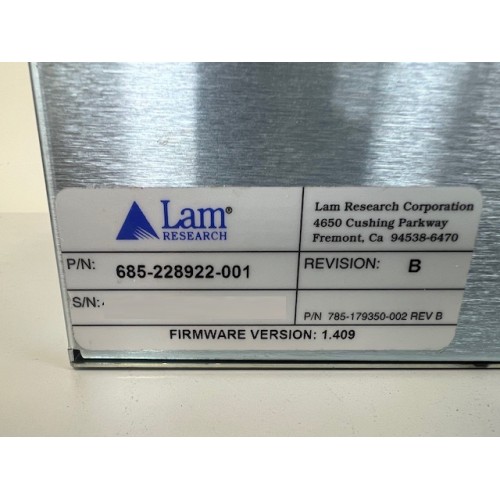 Lam®
RESEARCH
Lam Research Corporation
4650 Cushing Parkway
Fremont, Ca 94538-6470
P/N: 685-228922-001
REVISION: B
S/N:
P/N 785-179350-002 REV B
FIRMWARE VERSION: 1.409